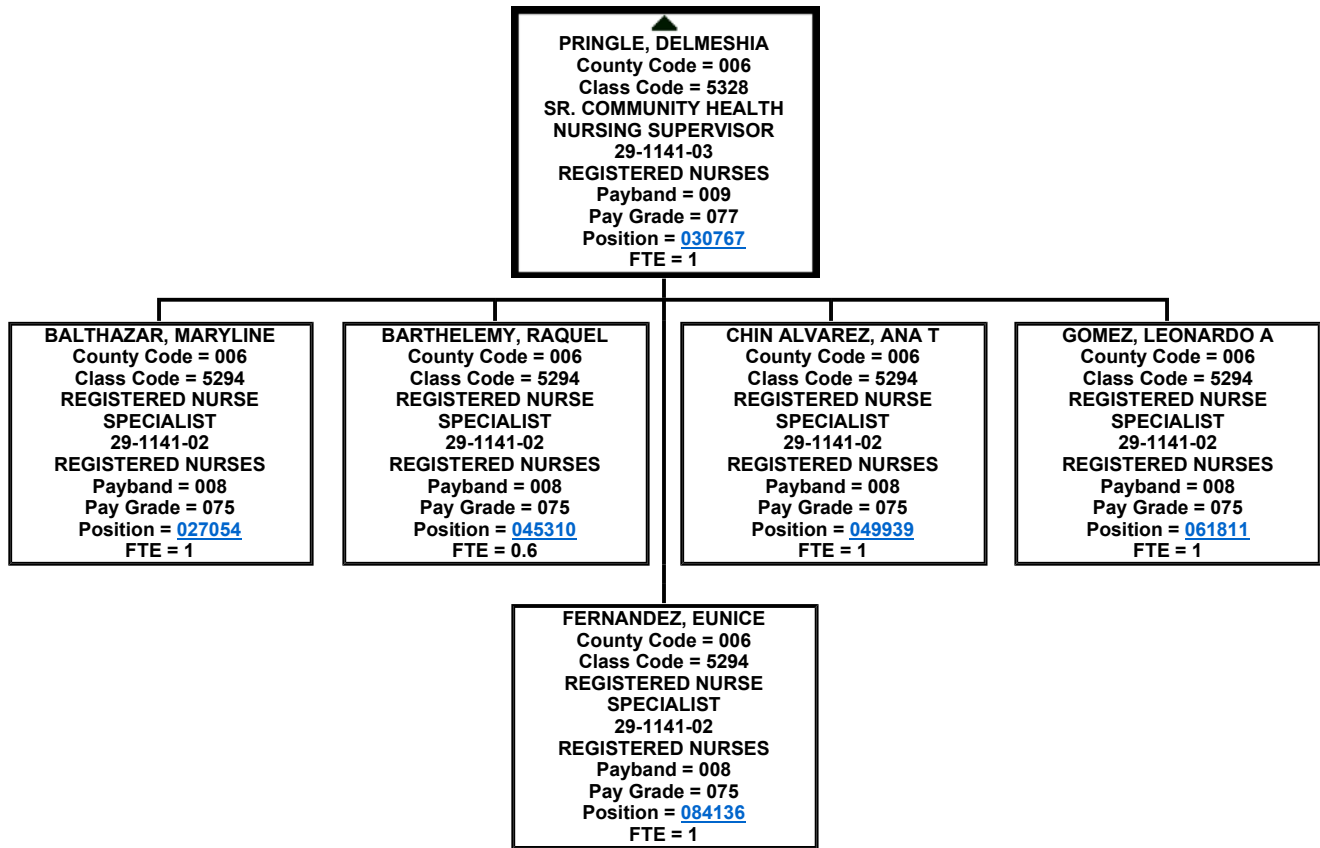 PRINGLE, DELMESHIA
County Code = 006
Class Code = 5328
SR. COMMUNITY HEALTH
NURSING SUPERVISOR
29-1141-03
REGISTERED NURSES
Payband = 009
Pay Grade = 077
Position = 030767
FTE = 1
BALTHAZAR, MARYLINE
County Code = 006
Class Code = 5294
REGISTERED NURSE
SPECIALIST
29-1141-02
REGISTERED NURSES
Payband = 008
Pay Grade = 075
Position = 027054
FTE = 1
BARTHELEMY, RAQUEL
County Code = 006
Class Code = 5294
REGISTERED NURSE
SPECIALIST
29-1141-02
REGISTERED NURSES
Payband = 008
Pay Grade = 075
Position = 045310
FTE = 0.6
CHIN ALVAREZ, ANA T
County Code = 006
Class Code = 5294
REGISTERED NURSE
SPECIALIST
29-1141-02
REGISTERED NURSES
Payband = 008
Pay Grade = 075
Position = 049939
FTE = 1
GOMEZ, LEONARDO A
County Code = 006
Class Code = 5294
REGISTERED NURSE
SPECIALIST
29-1141-02
REGISTERED NURSES
Payband = 008
Pay Grade = 075
Position = 061811
FTE = 1
FERNANDEZ, EUNICE
County Code = 006
Class Code = 5294
REGISTERED NURSE
SPECIALIST
29-1141-02
REGISTERED NURSES
Payband = 008
Pay Grade = 075
Position = 084136
FTE = 1